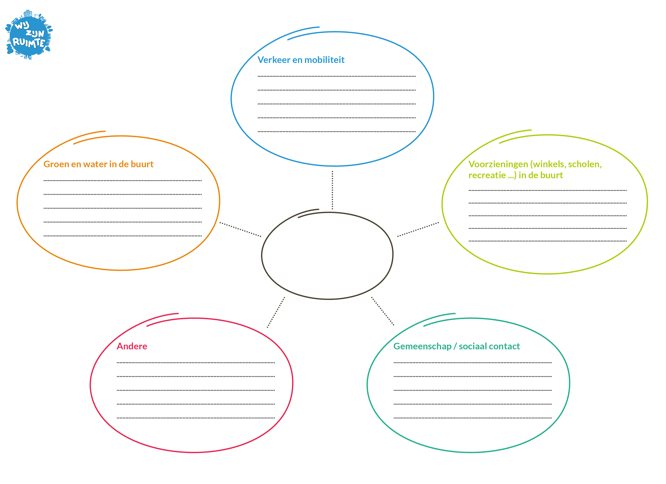 WIJ
ZIJN
RUIMTE
Verkeer en mobiliteit
Groen en water in de buurt
Voorzieningen (winkels, scholen,
recreatie ...) in de buurt
Andere
Gemeenschap / sociaal contact